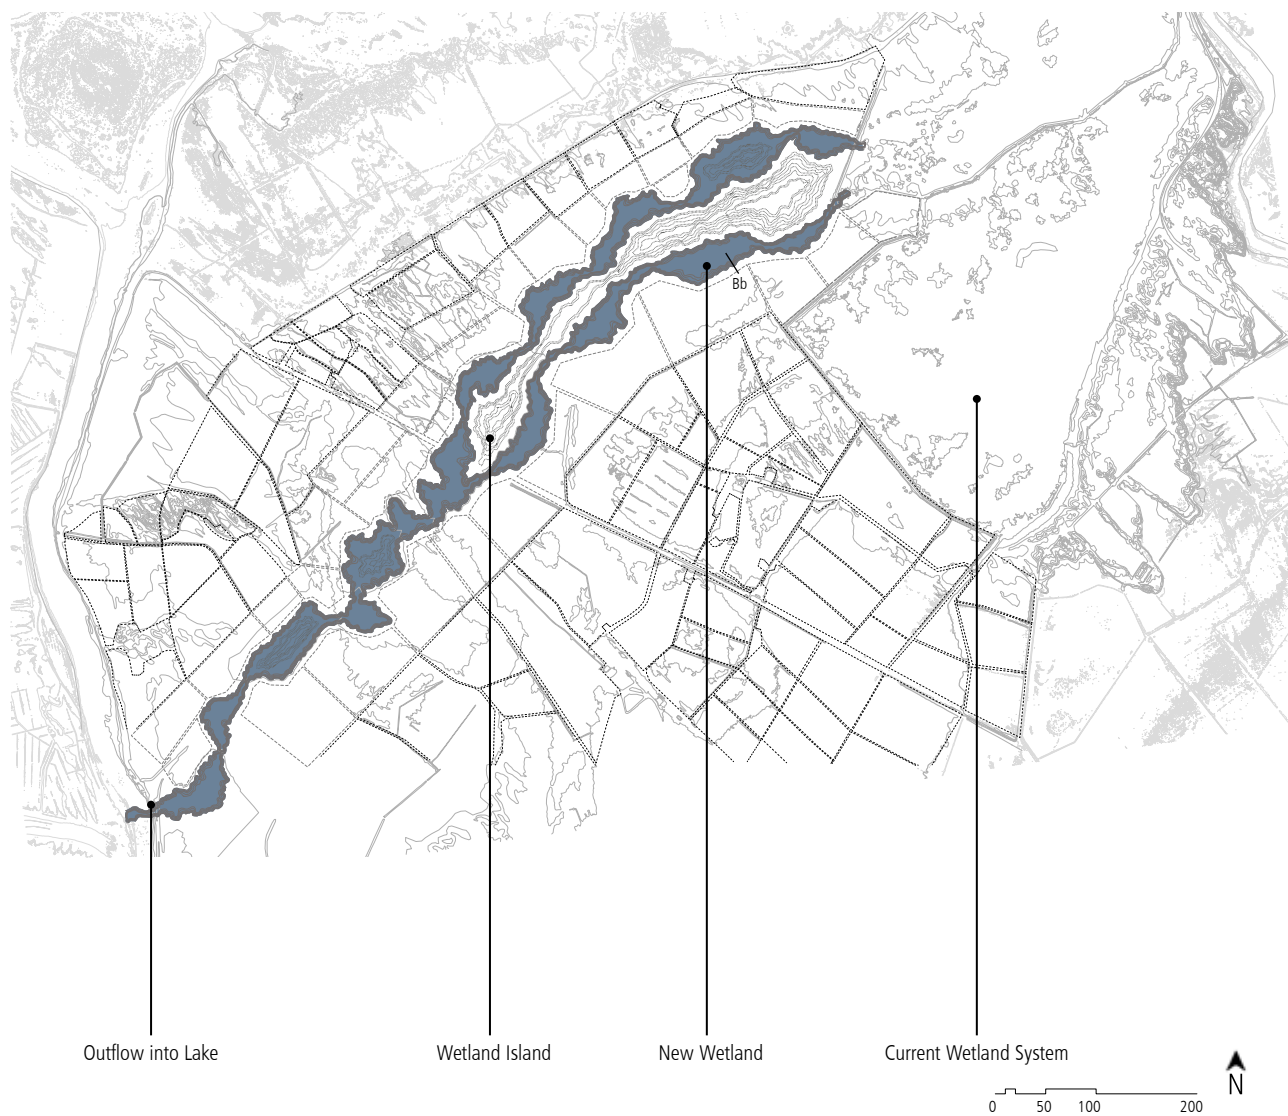 Bb
Outflow into Lake
Wetland Island
New Wetland
Current Wetland System
N
0 50 100 200